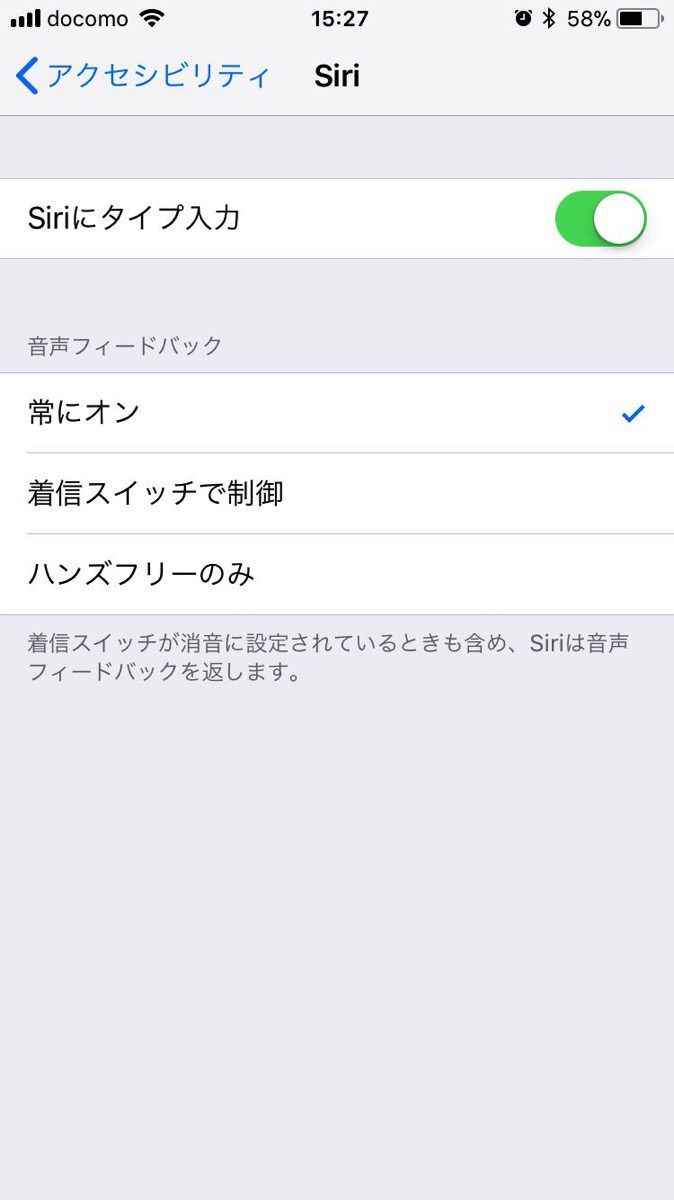 docomo 15:27 58%
アクセシビリティ Siri
Siriにタイプ入力
音声フィードバック
常にオン
着信スイッチで制御
ハンズフリーのみ
着信スイッチが消音に設定されているときも含め、Siriは音声
フィードバックを返します。